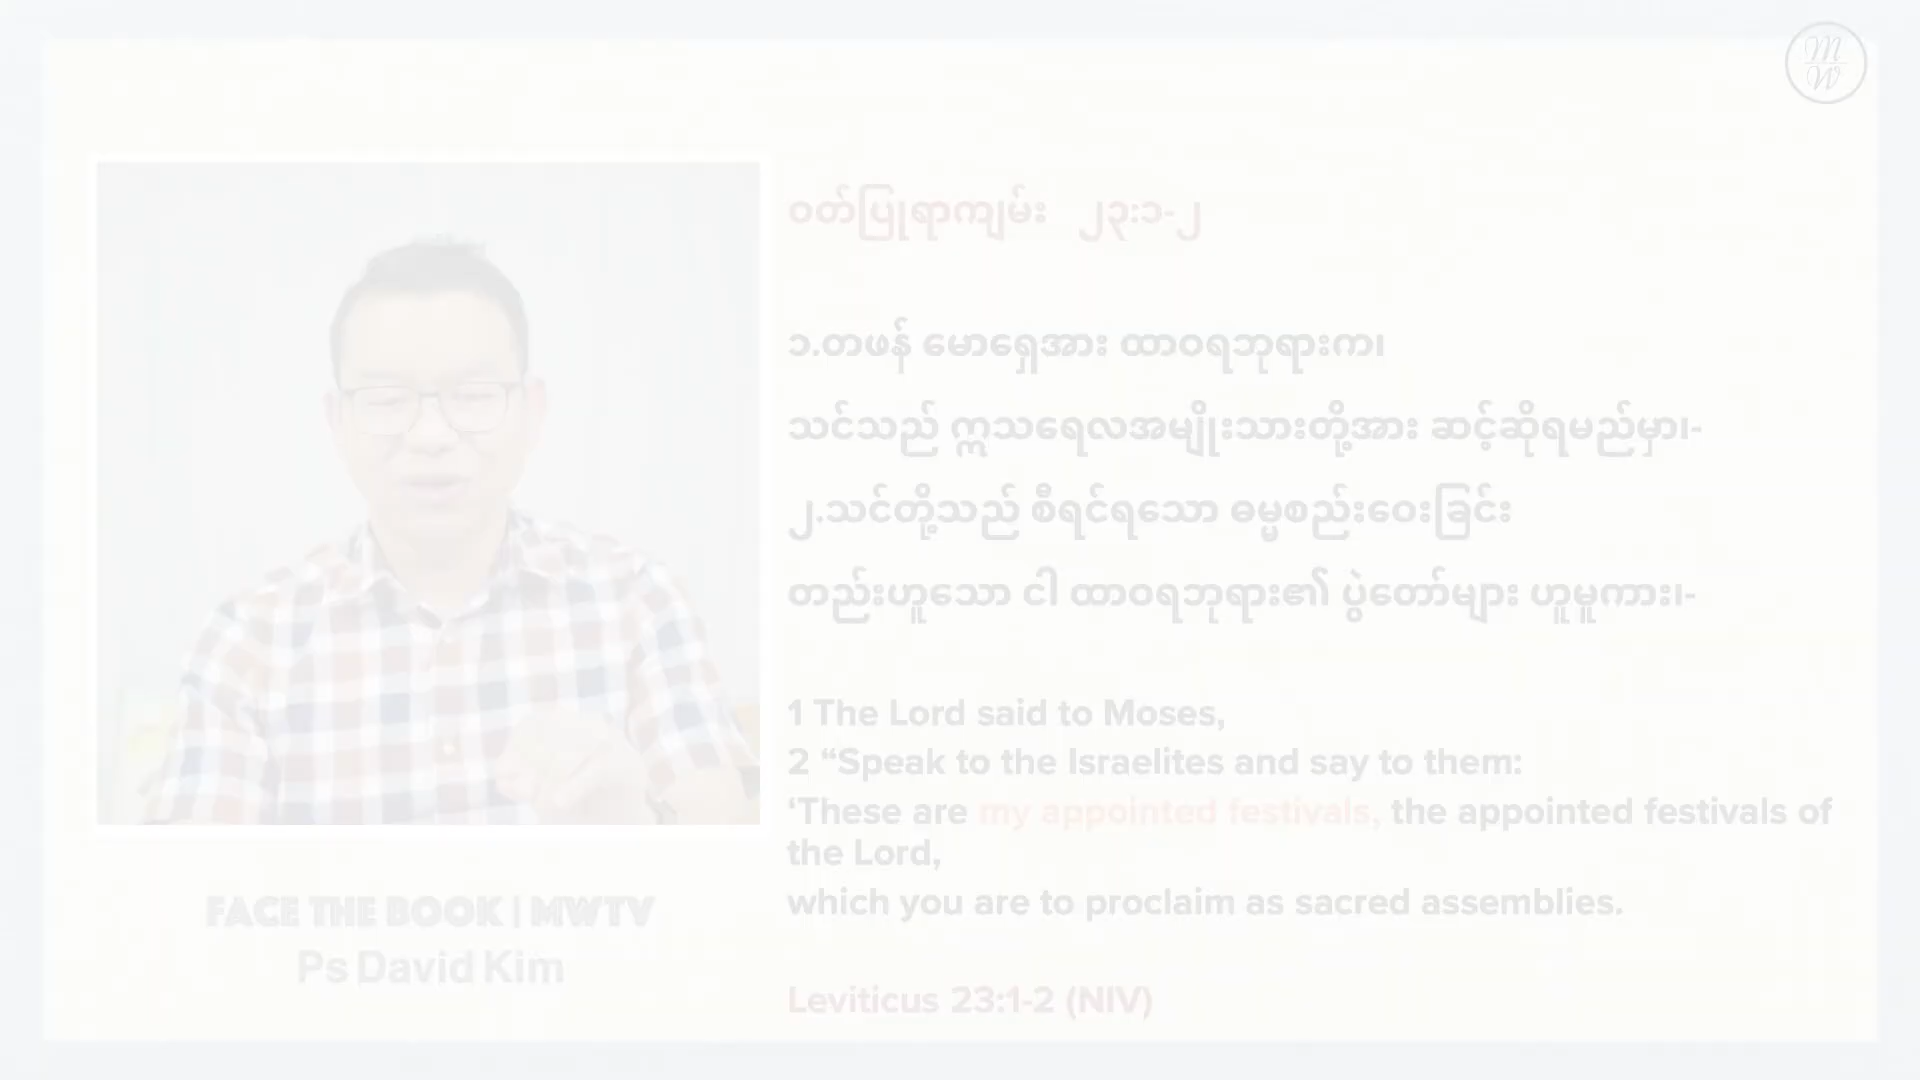 M
W
ဝတ်ပြုရာကျမ်း ၂၃:၁-၂
၁.တဖန် မောရှေအား ထာဝရဘုရားက၊
သင်သည် ဣသရေလအမျိုးသားတို့အား ဆင့်ဆိုရမည်မှာ၊-
၂.သင်တို့သည် စီရင်ရသော ဓမ္မစည်းဝေးခြင်း
တည်းဟူသော ငါ ထာဝရဘုရား၏ ပွဲတော်များ ဟူမူကား၊-
1 The Lord said to Moses,
2 “Speak to the Israelites and say to them:
‘These are my appointed festivals, the appointed festivals of
the Lord,
which you are to proclaim as sacred assemblies.
Leviticus 23:1-2 (NIV)
FACE THE BOOK | MWTV
Ps David Kim